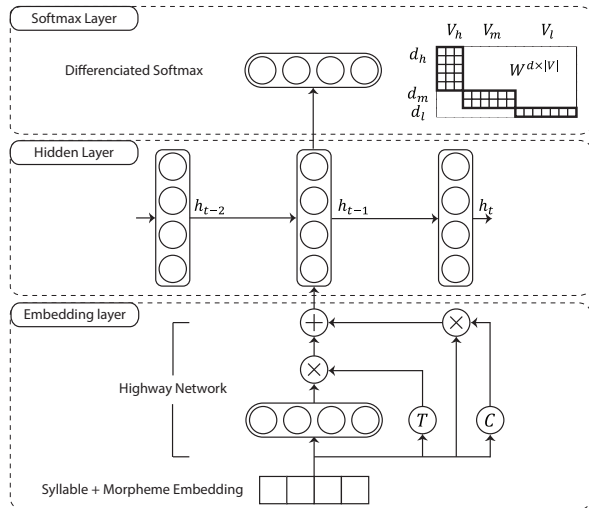 Softmax Layer
Differenciated Softmax
V_h V_m V_l
d_h
W^{d×|V|}
d_m
d_l
Hidden Layer
h_{t−2} h_{t−1} h_t
Embedding layer
+ ×
Highway Network
×
T C
Syllable + Morpheme Embedding